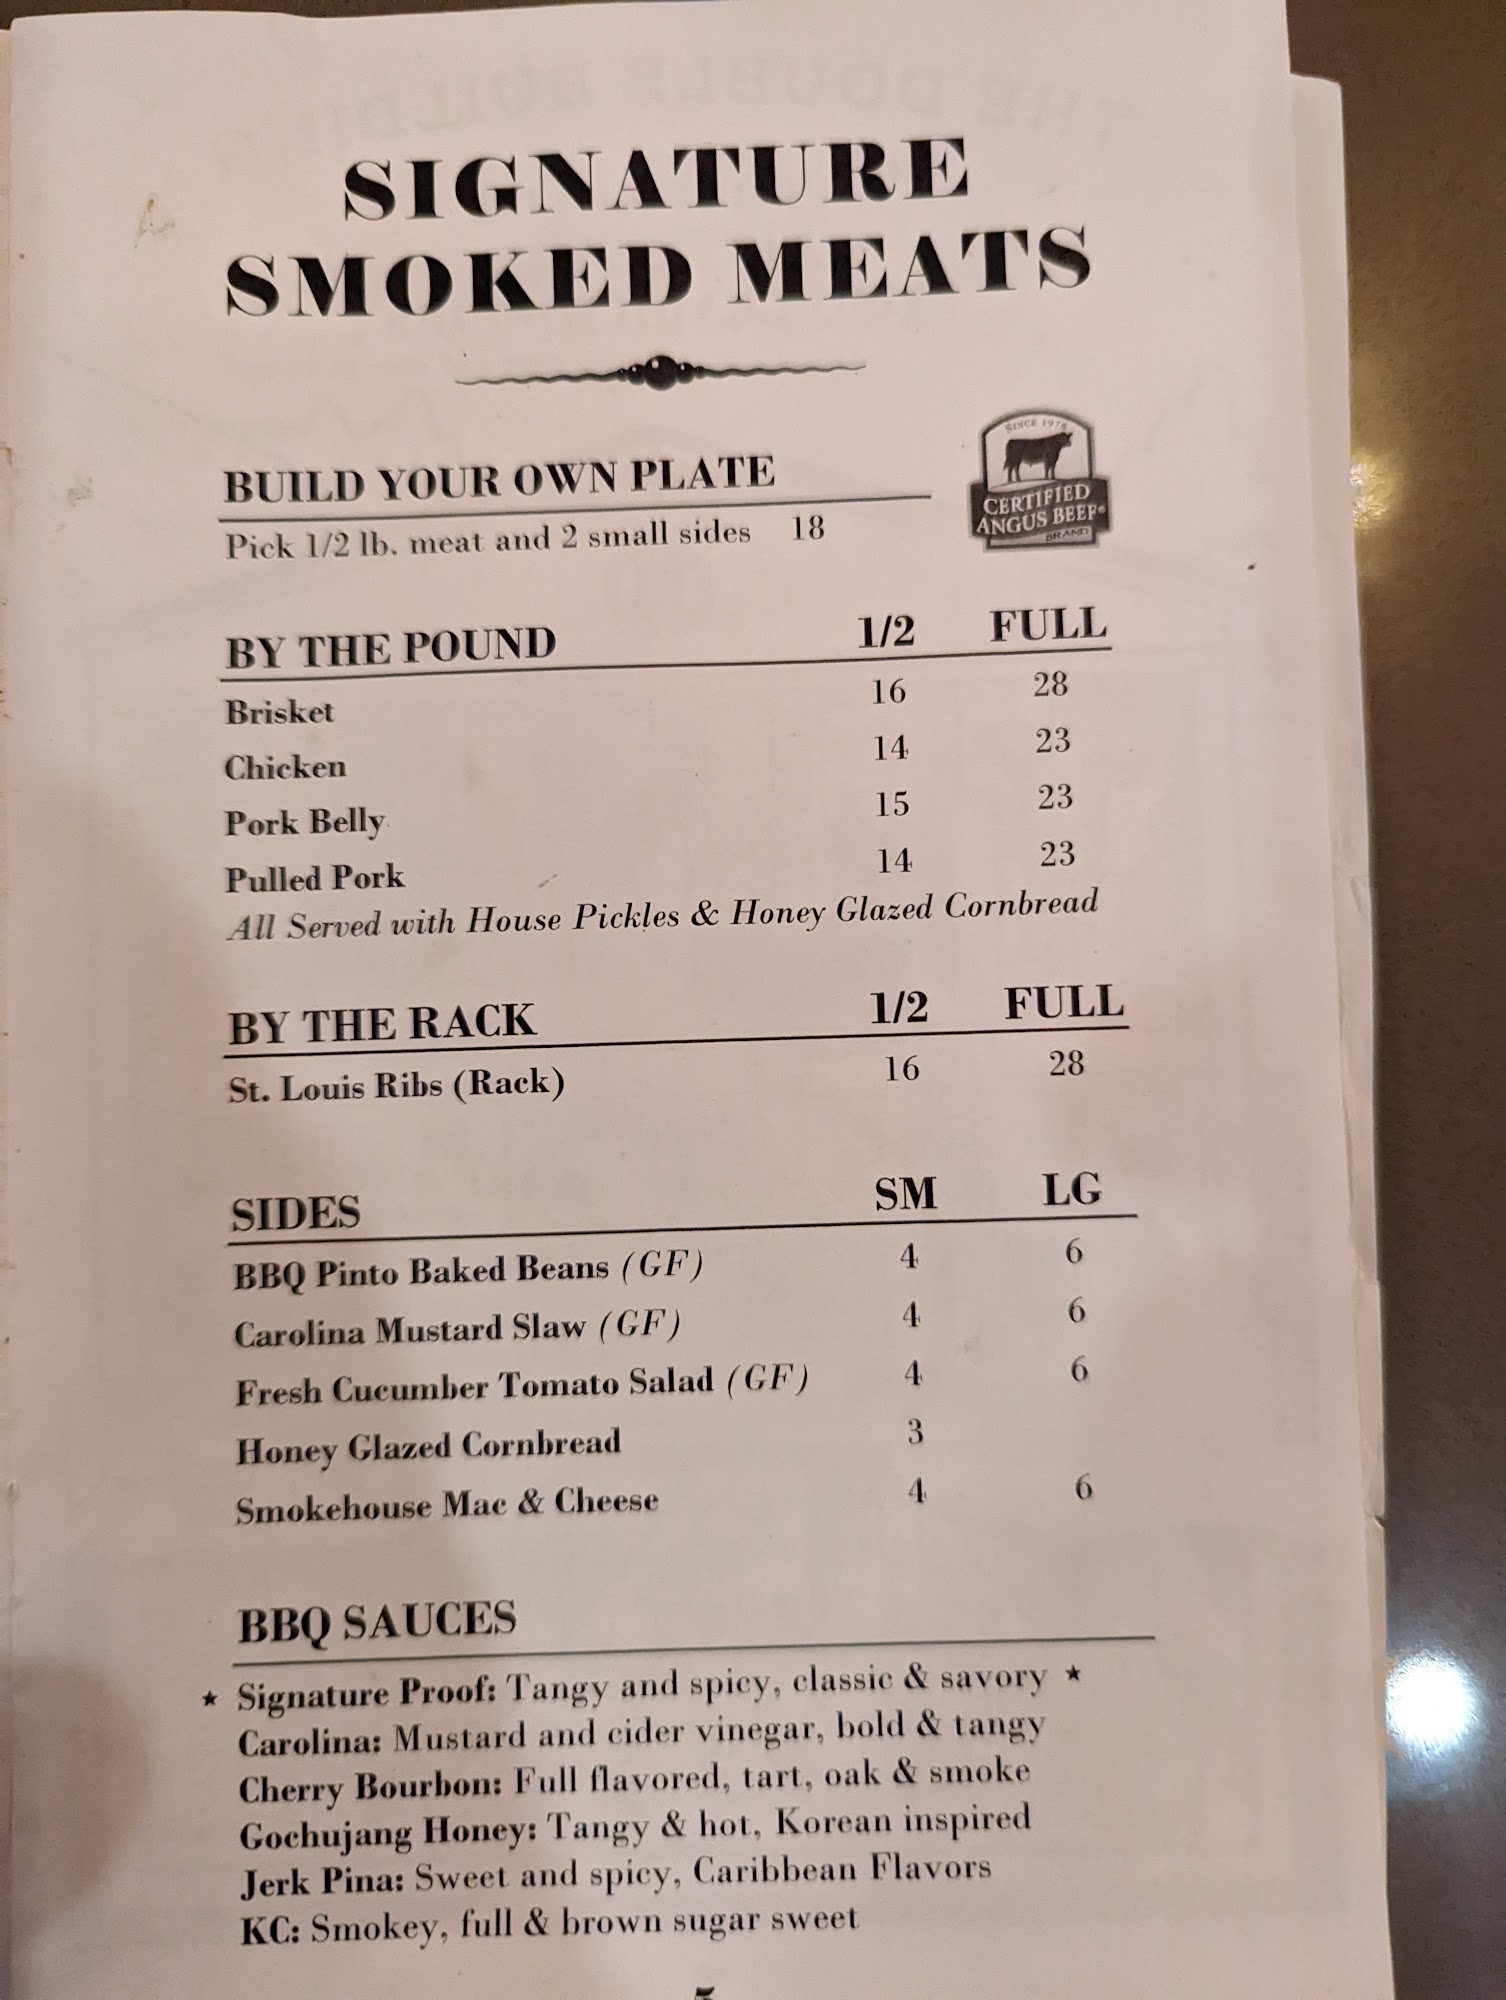 SIGNATURE
SMOKED MEATS
SINCE 1978
CERTIFIED
ANGUS BEEF®
BRAND
BUILD YOUR OWN PLATE
Pick 1/2 lb. meat and 2 small sides 18
BY THE POUND 1/2 FULL
Brisket 16 28
Chicken 14 23
Pork Belly 15 23
Pulled Pork 14 23
All Served with House Pickles & Honey Glazed Cornbread
BY THE RACK 1/2 FULL
St. Louis Ribs (Rack) 16 28
SIDES SM LG
BBQ Pinto Baked Beans (GF) 4 6
Carolina Mustard Slaw (GF) 4 6
Fresh Cucumber Tomato Salad (GF) 4 6
Honey Glazed Cornbread 3
Smokehouse Mac & Cheese 4 6
BBQ SAUCES
★ Signature Proof: Tangy and spicy, classic & savory ★
Carolina: Mustard and cider vinegar, bold & tangy
Cherry Bourbon: Full flavored, tart, oak & smoke
Gochujang Honey: Tangy & hot, Korean inspired
Jerk Pina: Sweet and spicy, Caribbean Flavors
KC: Smokey, full & brown sugar sweet
5